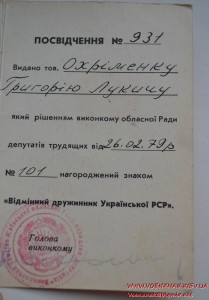 ПОСВІДЧЕННЯ № 931
Видано тов. Охріменку
Григорію Лукичу
який рішенням виконкому обласної Ради
депутатів трудящих від 26.02.79р
№ 101 нагороджений знаком
«Відмінний дружинник Української РСР».
Голова
виконкому